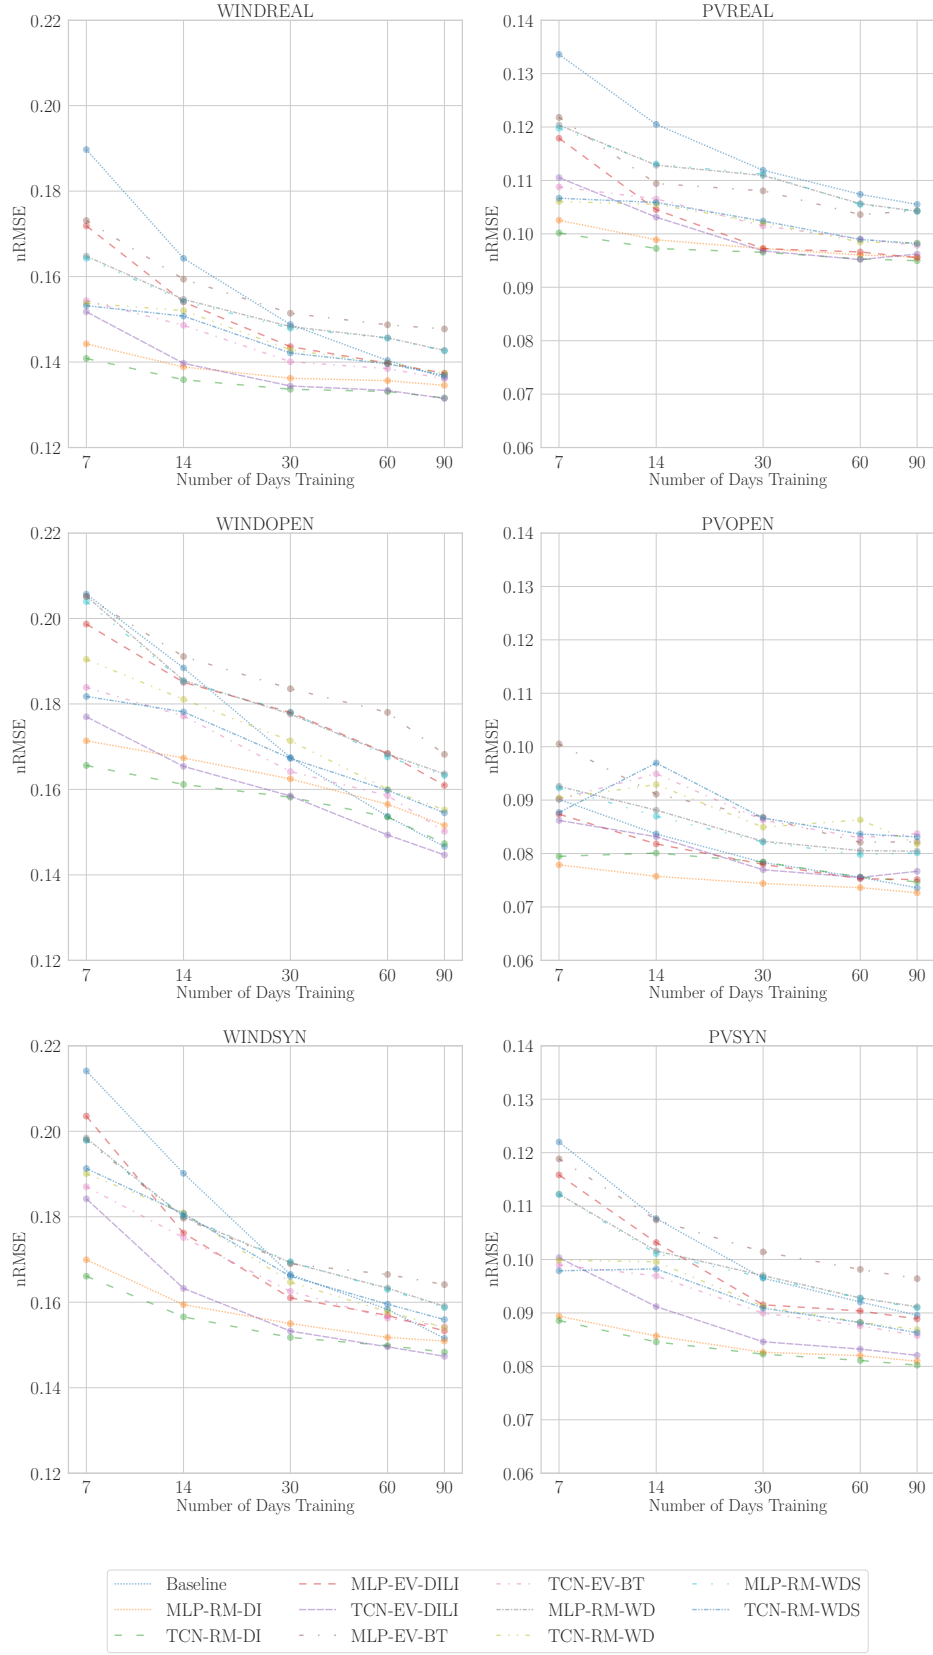 WINDREAL
PVREAL
0.22
0.20
0.18
0.16
0.14
0.12
nRMSE
7 14 30 60 90
Number of Days Training
0.14
0.13
0.12
0.11
0.10
0.09
0.08
0.07
0.06
nRMSE
7 14 30 60 90
Number of Days Training
WINDOPEN
PVOPEN
0.22
0.20
0.18
0.16
0.14
0.12
nRMSE
7 14 30 60 90
Number of Days Training
0.14
0.13
0.12
0.11
0.10
0.09
0.08
0.07
0.06
nRMSE
7 14 30 60 90
Number of Days Training
WINDSYN
PVSYN
0.22
0.20
0.18
0.16
0.14
0.12
nRMSE
7 14 30 60 90
Number of Days Training
0.14
0.13
0.12
0.11
0.10
0.09
0.08
0.07
0.06
nRMSE
7 14 30 60 90
Number of Days Training
Baseline
MLP-RM-DI
TCN-RM-DI
MLP-EV-DILI
TCN-EV-DILI
MLP-EV-BT
TCN-EV-BT
MLP-RM-WD
TCN-RM-WD
MLP-RM-WDS
TCN-RM-WDS